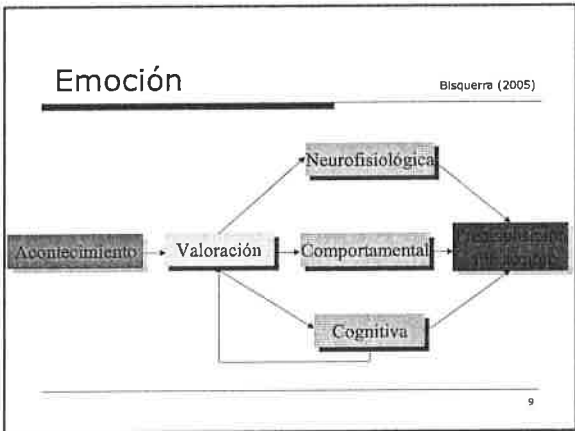 Emoción
Bisquerra (2005)
Neurofisiológica
Acontecimiento
Valoración
Comportamental
Cognitiva
9